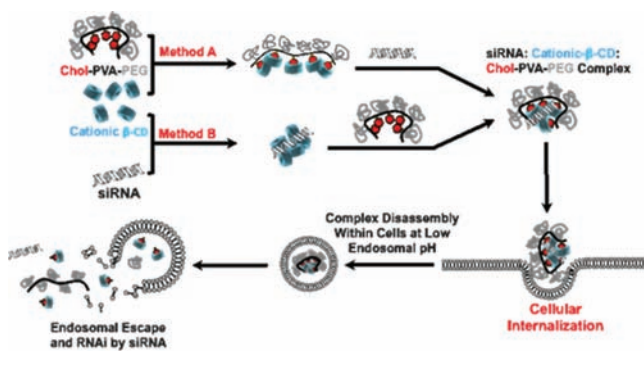 Method A
Chol-PVA-PEG
Cationic β-CD
Method B
siRNA
siRNA: Cationic-β-CD:
Chol-PVA-PEG Complex
Complex Disassembly
Within Cells at Low
Endosomal pH
Cellular
Internalization
Endosomal Escape
and RNAi by siRNA